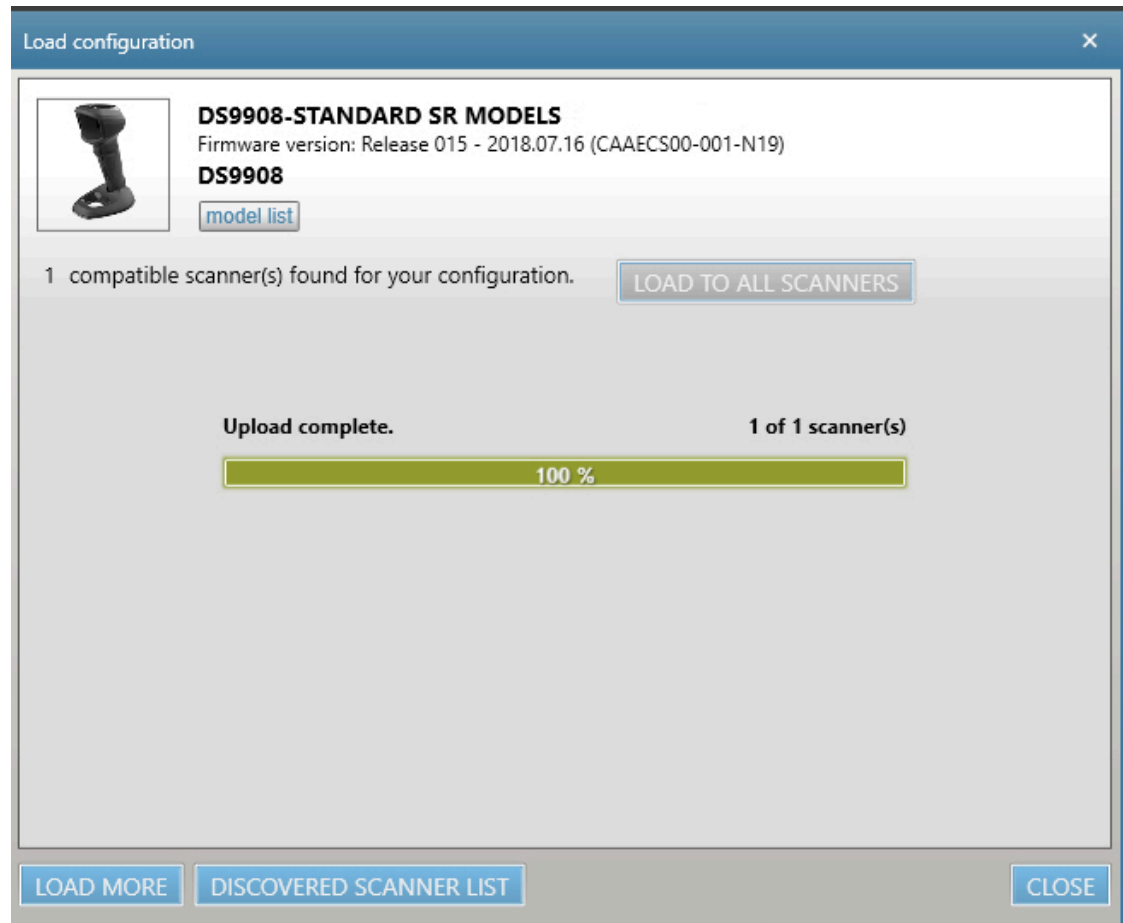 Load configuration
DS9908-STANDARD SR MODELS
Firmware version: Release 015 - 2018.07.16 (CAAECS00-001-N19)
DS9908
model list
1 compatible scanner(s) found for your configuration. LOAD TO ALL SCANNERS
Upload complete. 1 of 1 scanner(s)
100 %
LOAD MORE DISCOVERED SCANNER LIST CLOSE